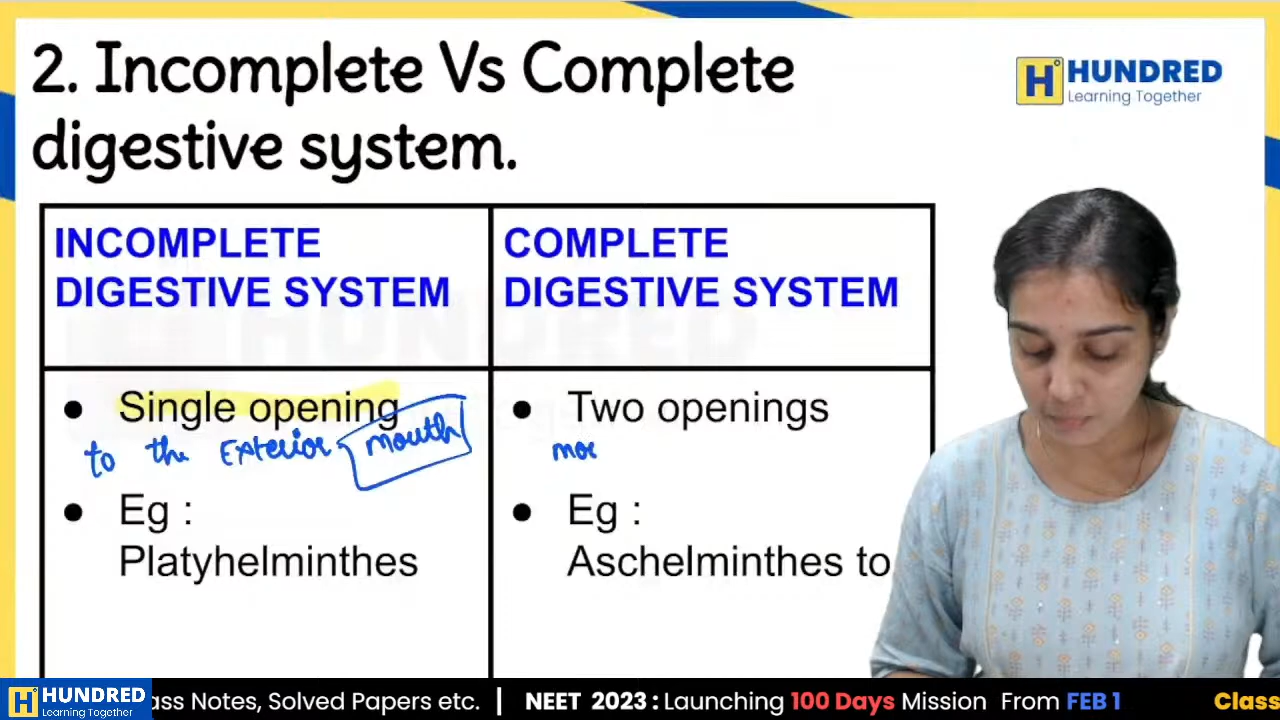 2. Incomplete Vs Complete
digestive system.
HUNDRED
Learning Together
INCOMPLETE
DIGESTIVE SYSTEM
COMPLETE
DIGESTIVE SYSTEM
● Single opening
to the Exterior mouth
● Eg :
Platyhelminthes
● Two openings
mou
● Eg :
Aschelminthes to
HUNDRED
Learning Together
ass Notes, Solved Papers etc. | NEET 2023 : Launching 100 Days Mission From FEB 1 Class